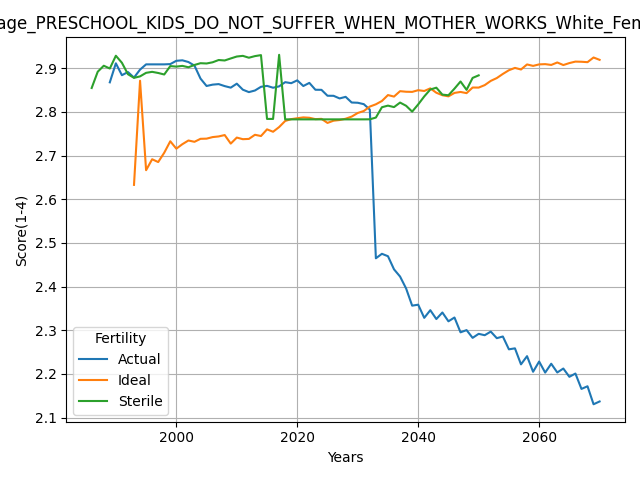 age_PRESCHOOL_KIDS_DO_NOT_SUFFER_WHEN_MOTHER_WORKS_White_Fem
Score(1-4)
2.9
2.8
2.7
2.6
2.5
2.4
2.3
2.2
2.1
Fertility
Actual
Ideal
Sterile
2000 2020 2040 2060
Years